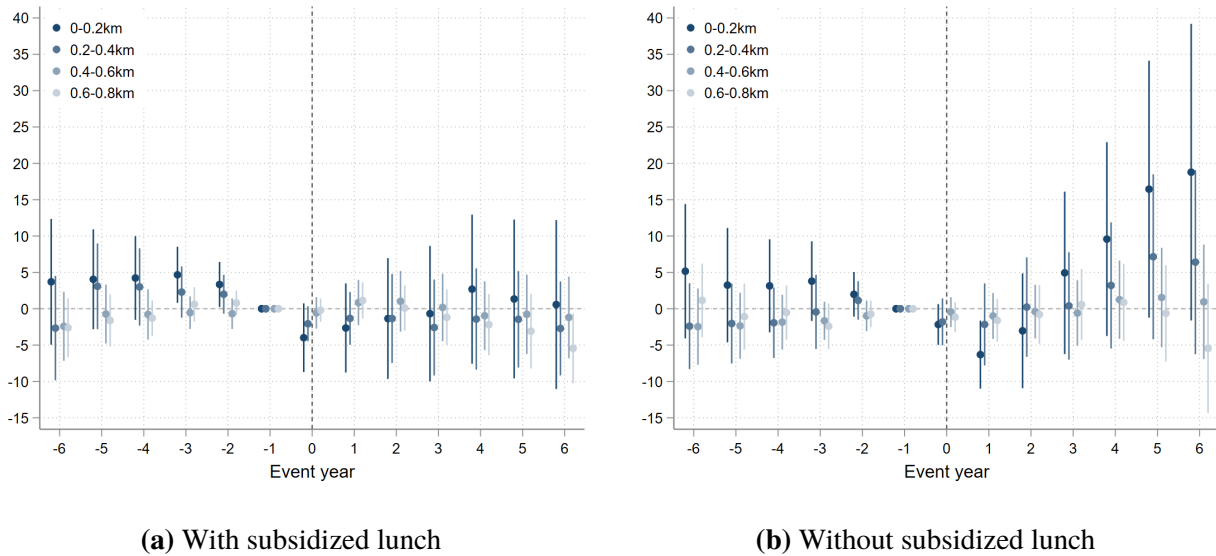 40
35
30
25
20
15
10
5
0
-5
-10
-15
0-0.2km
0.2-0.4km
0.4-0.6km
0.6-0.8km
-6 -5 -4 -3 -2 -1 0 1 2 3 4 5 6
Event year
(a) With subsidized lunch
40
35
30
25
20
15
10
5
0
-5
-10
-15
0-0.2km
0.2-0.4km
0.4-0.6km
0.6-0.8km
-6 -5 -4 -3 -2 -1 0 1 2 3 4 5 6
Event year
(b) Without subsidized lunch